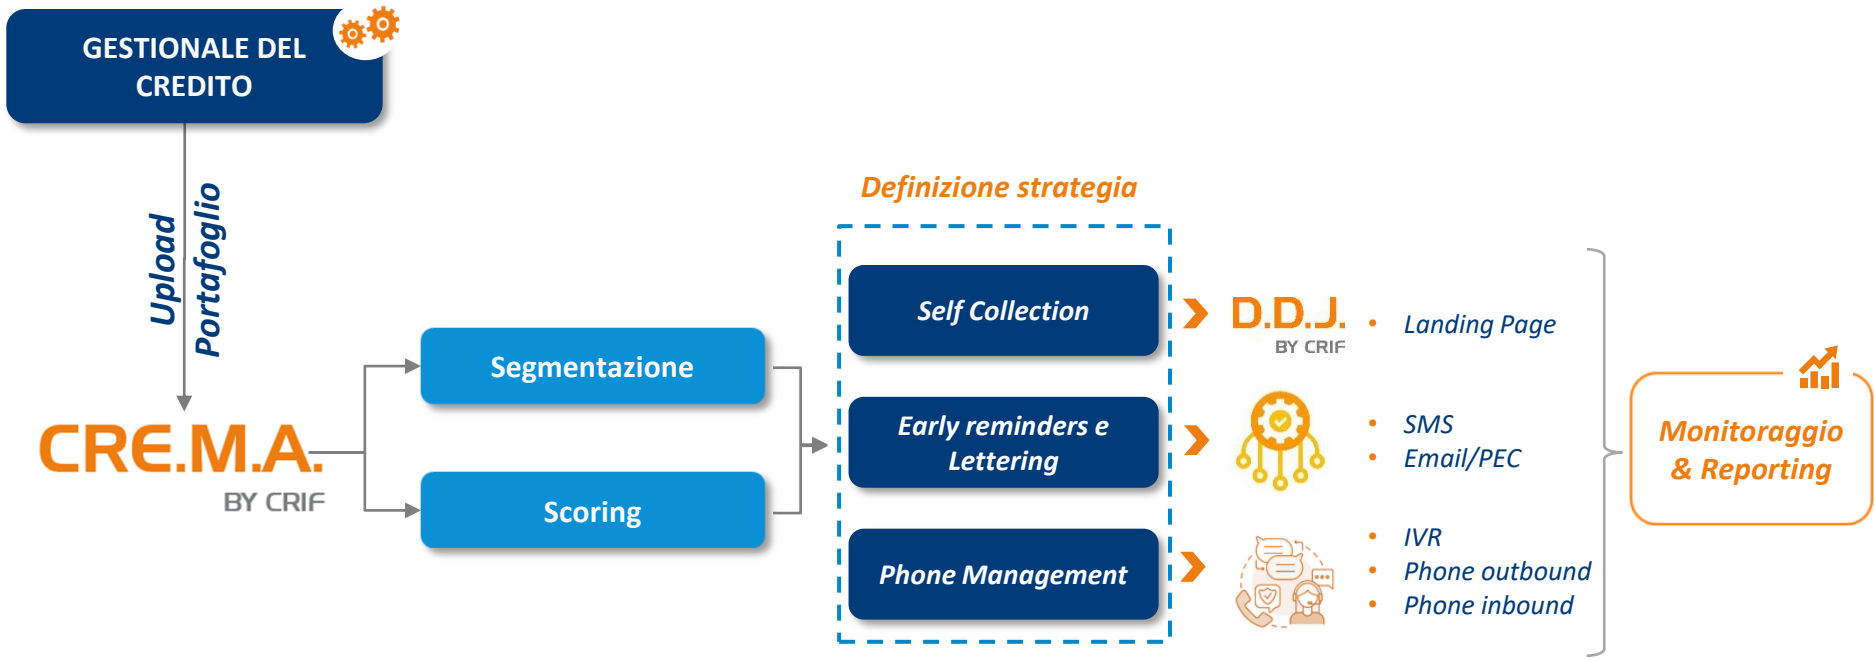 GESTIONALE DEL
CREDITO
Upload
Portafoglio
CRE.M.A.
BY CRIF
Segmentazione
Scoring
Definizione strategia
Self Collection
Early reminders e
Lettering
Phone Management
D.D.J.
BY CRIF
• Landing Page
• SMS
• Email/PEC
• IVR
• Phone outbound
• Phone inbound
Monitoraggio
& Reporting